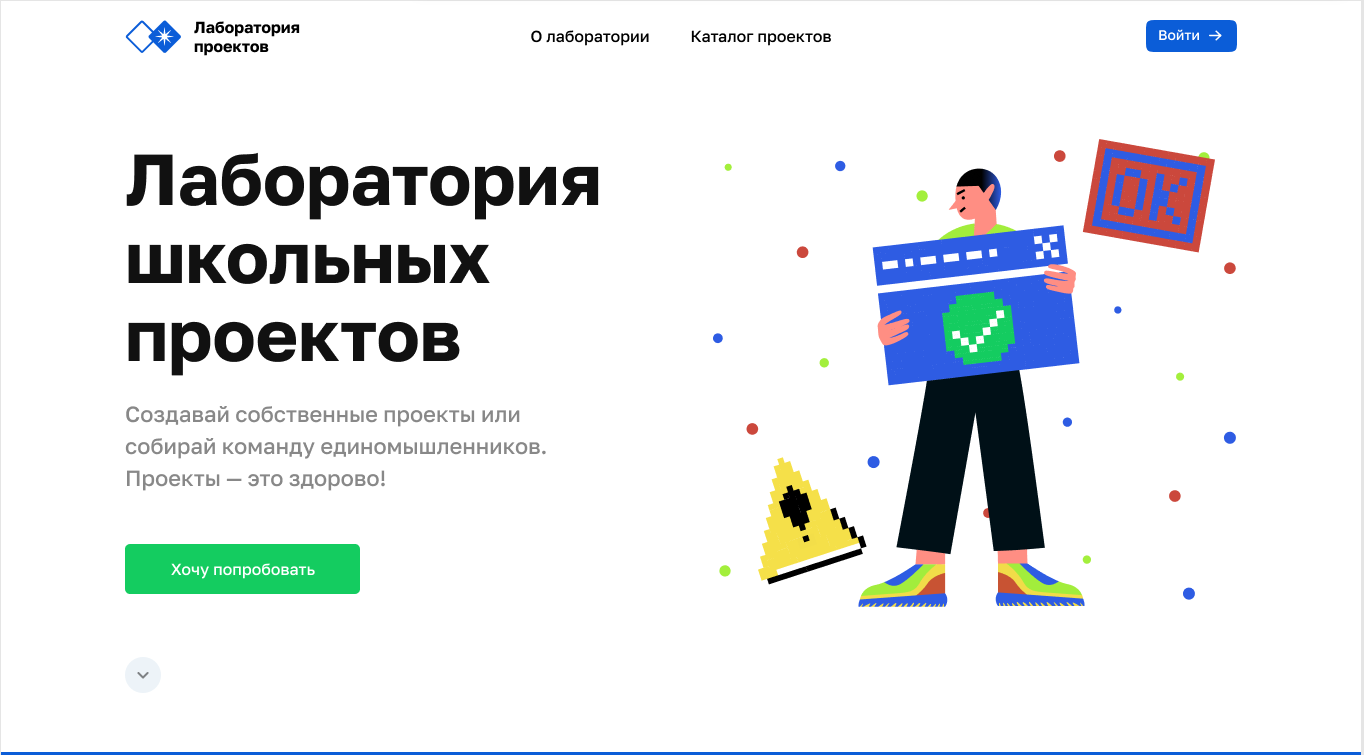 Лаборатория
проектов
О лаборатории
Каталог проектов
Войти
Лаборатория
школьных
проектов
Создавай собственные проекты или
собирай команду единомышленников.
Проекты — это здорово!
Хочу попробовать
OK